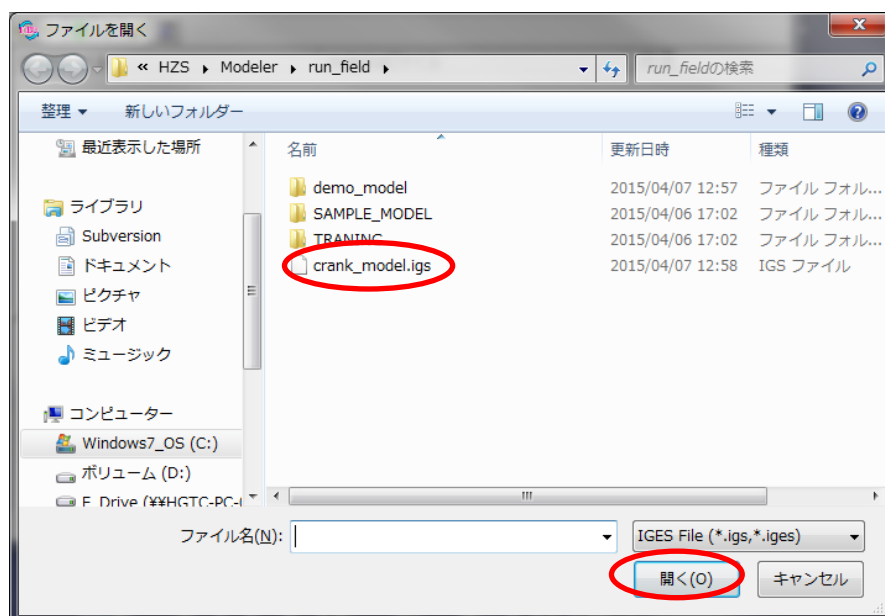 ファイルを開く
« HZS ▸ Modeler ▸ run_field ▸
run_fieldの検索
整理 ▼ 新しいフォルダー
最近表示した場所
ライブラリ
Subversion
ドキュメント
ピクチャ
ビデオ
ミュージック
コンピューター
Windows7_OS (C:)
ボリューム (D:)
F_Drive (¥¥HGTC-PC-
名前 更新日時 種類
demo_model 2015/04/07 12:57 ファイル フォル...
SAMPLE_MODEL 2015/04/06 17:02 ファイル フォル...
TRANING 2015/04/06 17:02 ファイル フォル...
crank_model.igs 2015/04/07 12:58 IGS ファイル
ファイル名(N):
IGES File (*.igs,*.iges)
開く(O) キャンセル